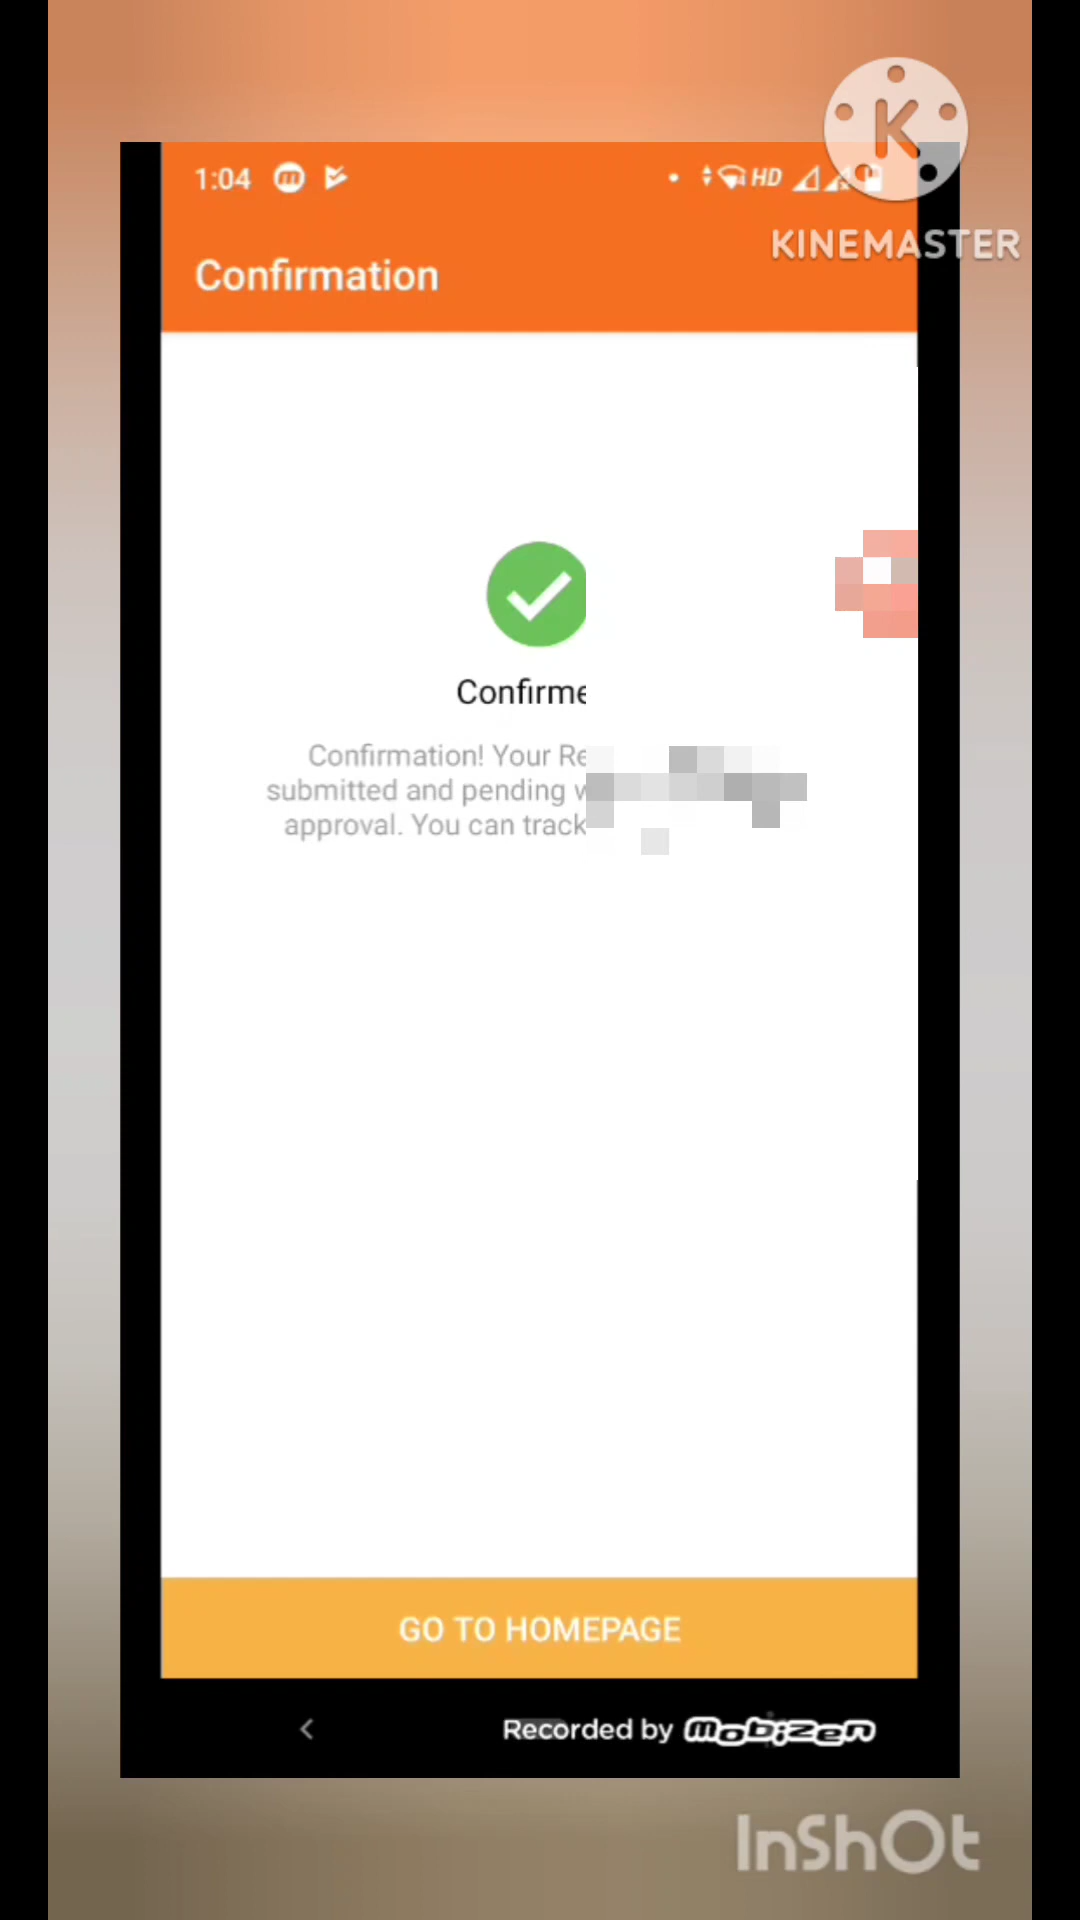 K
KINEMASTER
1:04 m HD
Confirmation
Confirme
Confirmation! Your Re
submitted and pending
approval. You can track
GO TO HOMEPAGE
Recorded by mobizen
InShOt